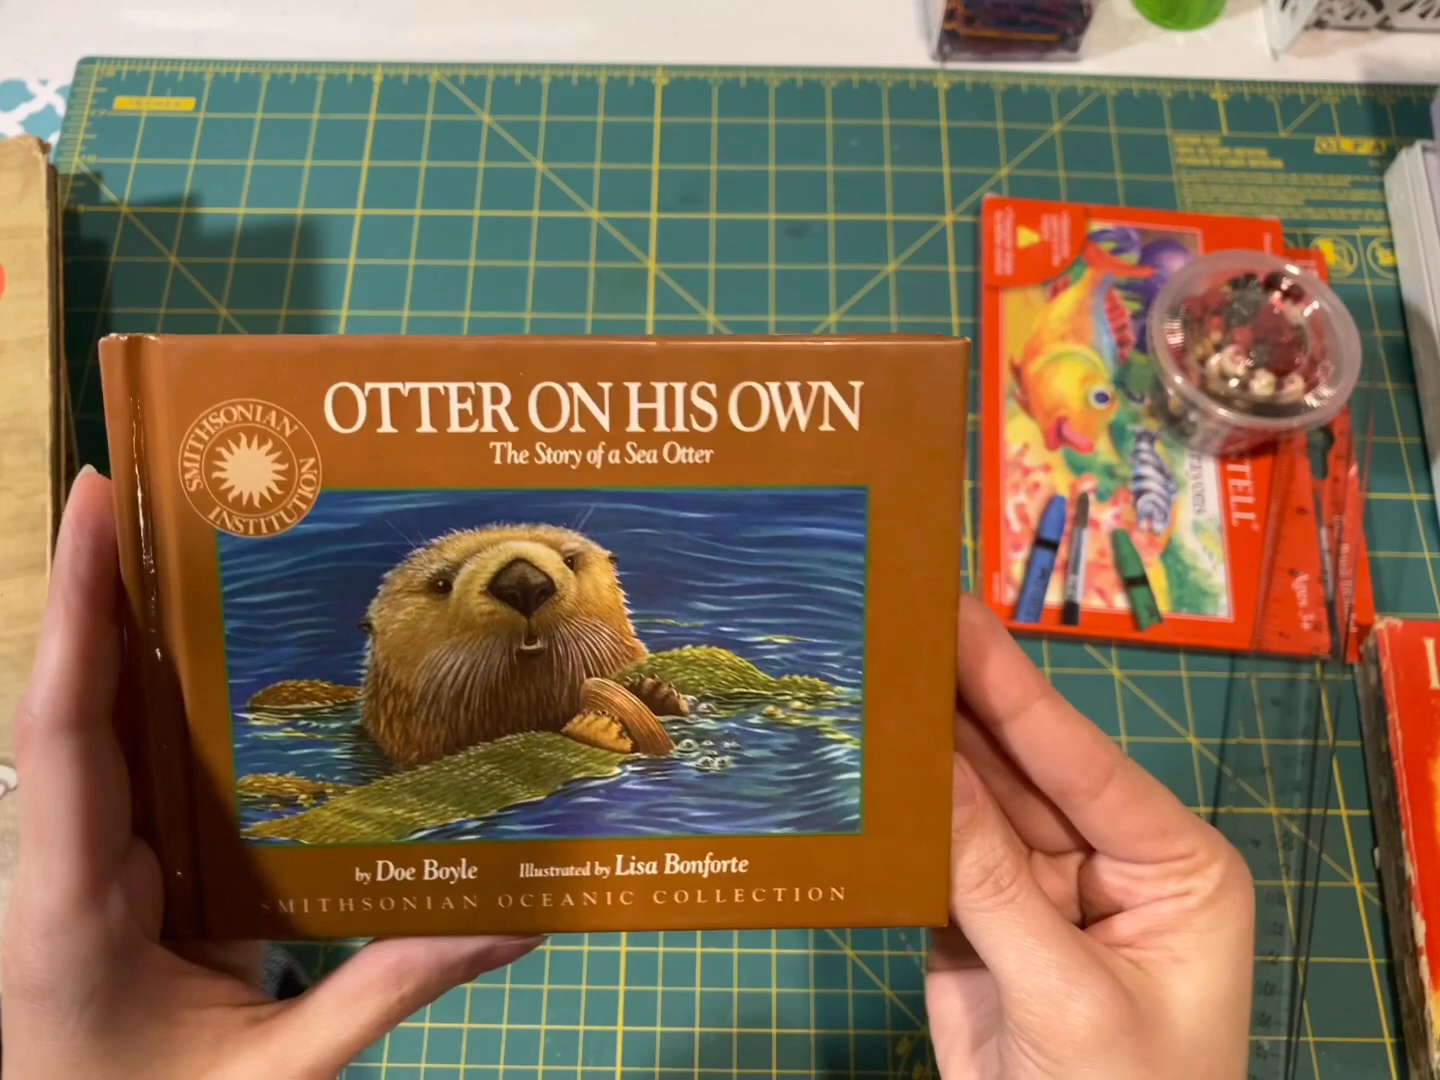 OLFA
OTTER ON HIS OWN
The Story of a Sea Otter
SMITHSONIAN
INSTITUTION
by Doe Boyle Illustrated by Lisa Bonforte
SMITHSONIAN OCEANIC COLLECTION